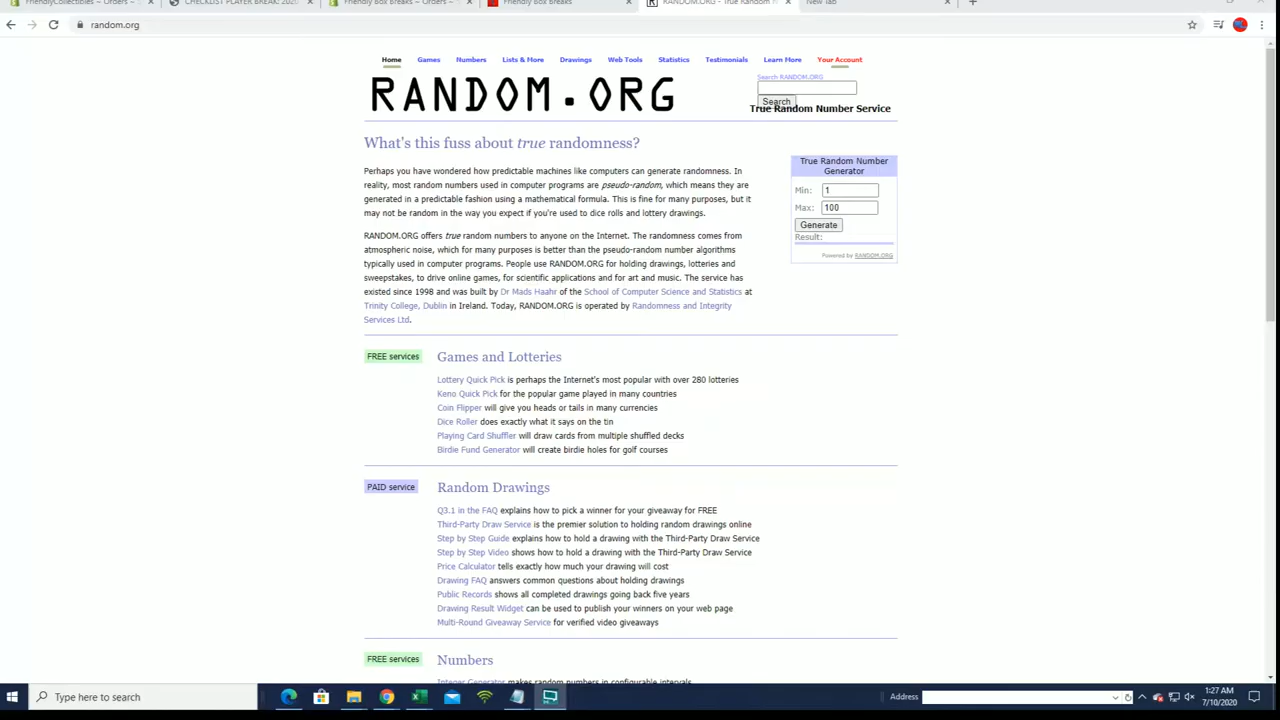 FriendlyCollectibles - Orders -
CHECKLIST PLAYER BREAK: 2020
Friendly Box Breaks - Orders -
Friendly Box Breaks
RANDOM.ORG - True Random N
New Tab
random.org
Home Games Numbers Lists & More Drawings Web Tools Statistics Testimonials Learn More Your Account
Search RANDOM.ORG
RANDOM.ORG
Search
True Random Number Service
What's this fuss about true randomness?
Perhaps you have wondered how predictable machines like computers can generate randomness. In
reality, most random numbers used in computer programs are pseudo-random, which means they are
generated in a predictable fashion using a mathematical formula. This is fine for many purposes, but it
may not be random in the way you expect if you're used to dice rolls and lottery drawings.
RANDOM.ORG offers true random numbers to anyone on the Internet. The randomness comes from
atmospheric noise, which for many purposes is better than the pseudo-random number algorithms
typically used in computer programs. People use RANDOM.ORG for holding drawings, lotteries and
sweepstakes, to drive online games, for scientific applications and for art and music. The service has
existed since 1998 and was built by Dr Mads Haahr of the School of Computer Science and Statistics at
Trinity College, Dublin in Ireland. Today, RANDOM.ORG is operated by Randomness and Integrity
Services Ltd.
True Random Number
Generator
Min: 1
Max: 100
Generate
Result:
Powered by RANDOM.ORG
FREE services
Games and Lotteries
Lottery Quick Pick is perhaps the Internet's most popular with over 280 lotteries
Keno Quick Pick for the popular game played in many countries
Coin Flipper will give you heads or tails in many currencies
Dice Roller does exactly what it says on the tin
Playing Card Shuffler will draw cards from multiple shuffled decks
Birdie Fund Generator will create birdie holes for golf courses
PAID service
Random Drawings
Q3.1 in the FAQ explains how to pick a winner for your giveaway for FREE
Third-Party Draw Service is the premier solution to holding random drawings online
Step by Step Guide explains how to hold a drawing with the Third-Party Draw Service
Step by Step Video shows how to hold a drawing with the Third-Party Draw Service
Price Calculator tells exactly how much your drawing will cost
Drawing FAQ answers common questions about holding drawings
Public Records shows all completed drawings going back five years
Drawing Result Widget can be used to publish your winners on your web page
Multi-Round Giveaway Service for verified video giveaways
FREE services
Numbers
Integer Generator makes random numbers in configurable intervals
Type here to search
Address
1:27 AM
7/10/2020